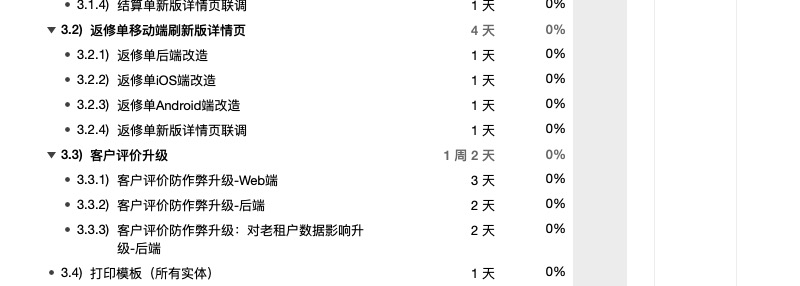 3.1.4) 结算单新版详情页联调 1 天 0%
3.2) 返修单移动端刷新版详情页 4 天 0%
3.2.1) 返修单后端改造 1 天 0%
3.2.2) 返修单iOS端改造 1 天 0%
3.2.3) 返修单Android端改造 1 天 0%
3.2.4) 返修单新版详情页联调 1 天 0%
3.3) 客户评价升级 1 周 2 天 0%
3.3.1) 客户评价防作弊升级-Web端 3 天 0%
3.3.2) 客户评价防作弊升级-后端 2 天 0%
3.3.3) 客户评价防作弊升级：对老租户数据影响升 2 天 0%
级-后端
3.4) 打印模板（所有实体） 1 天 0%